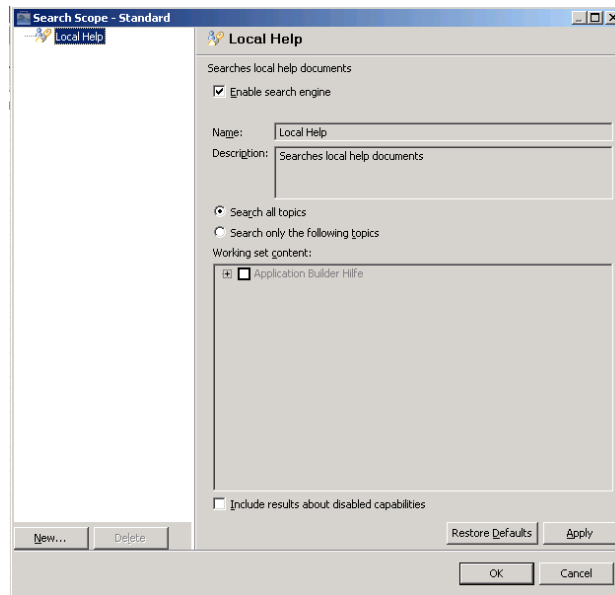 Search Scope - Standard
Local Help
Local Help
Searches local help documents
Enable search engine
Name: Local Help
Description: Searches local help documents
Search all topics
Search only the following topics
Working set content:
Application Builder Hilfe
Include results about disabled capabilities
New... Delete
Restore Defaults Apply
OK Cancel